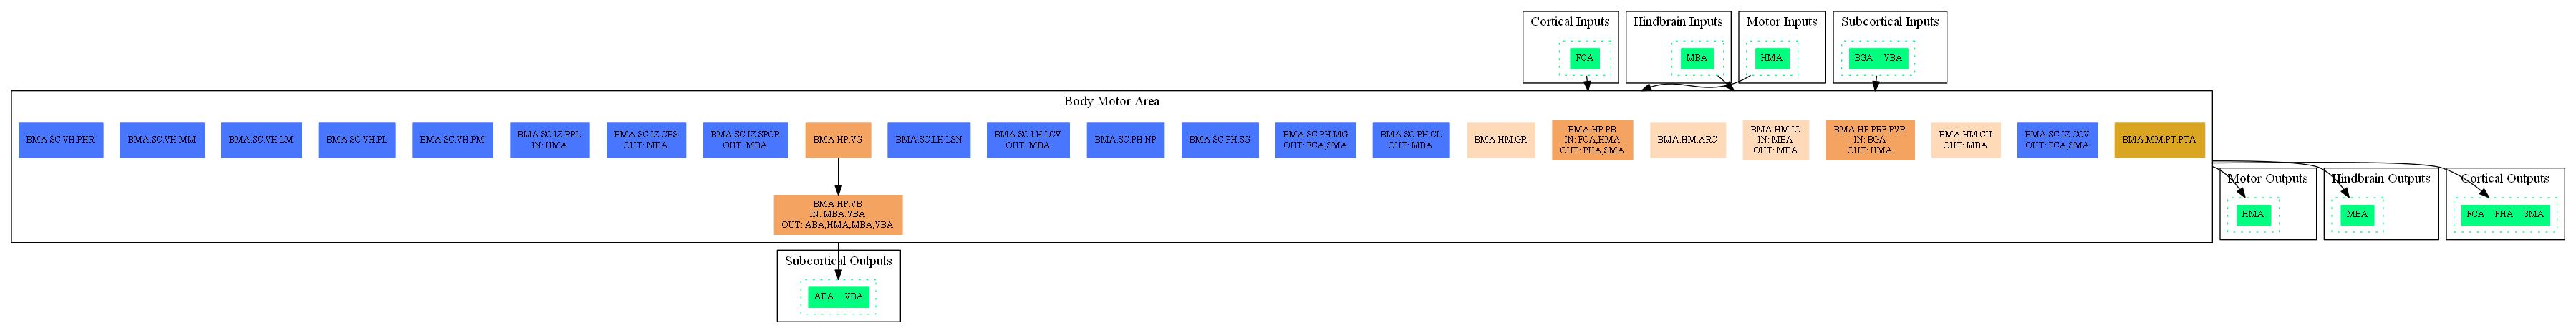 Cortical Inputs
Hindbrain Inputs
Motor Inputs
Subcortical Inputs
FCA
MBA
HMA
BGA VBA
Body Motor Area
BMA.SC.VH.PHR
BMA.SC.VH.MM
BMA.SC.VH.LM
BMA.SC.VH.PL
BMA.SC.VH.PM
BMA.SC.IZ.RPL
IN: HMA
BMA.SC.IZ.CBS
OUT: MBA
BMA.SC.IZ.SPCR
OUT: MBA
BMA.HP.VG
BMA.SC.LH.LSN
BMA.SC.LH.LCV
OUT: MBA
BMA.SC.PH.NP
BMA.SC.PH.SG
BMA.SC.PH.MG
OUT: FCA,SMA
BMA.SC.PH.CL
OUT: MBA
BMA.HM.GR
BMA.HP.PB
IN: FCA,HMA
OUT: PHA,SMA
BMA.HM.ARC
BMA.HM.IO
IN: MBA
OUT: MBA
BMA.HP.PRF.PVR
IN: BGA
OUT: HMA
BMA.HM.CU
OUT: MBA
BMA.SC.IZ.CCV
OUT: FCA,SMA
BMA.MM.PT.PTA
BMA.HP.VB
IN: MBA,VBA
OUT: ABA,HMA,MBA,VBA
Motor Outputs
Hindbrain Outputs
Cortical Outputs
HMA
MBA
FCA PHA SMA
Subcortical Outputs
ABA VBA